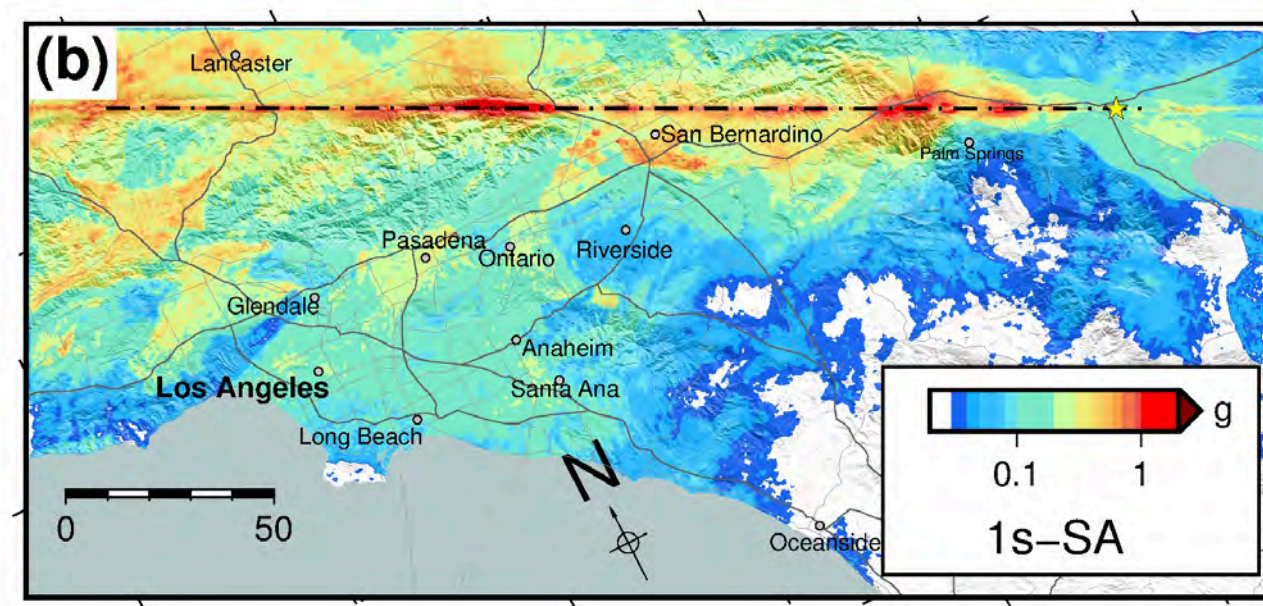 (b)
Lancaster
San Bernardino
Palm Springs
Pasadena
Ontario
Riverside
Glendale
Anaheim
Los Angeles
Santa Ana
Long Beach
N
0 50
Oceanside
g
0.1 1
1s−SA